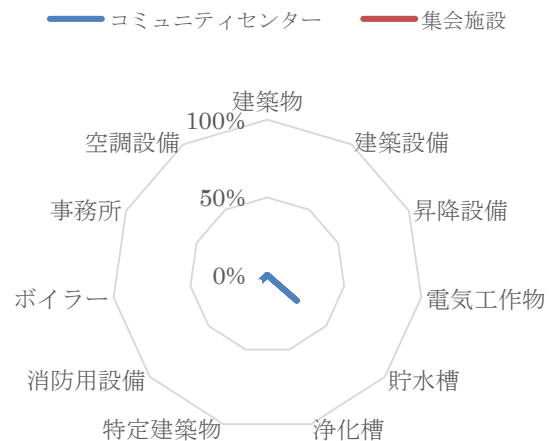 コミュニティセンター 集会施設
建築物
100%
空調設備 建築設備
50%
事務所 昇降設備
0%
ボイラー 電気工作物
消防用設備 貯水槽
特定建築物 浄化槽